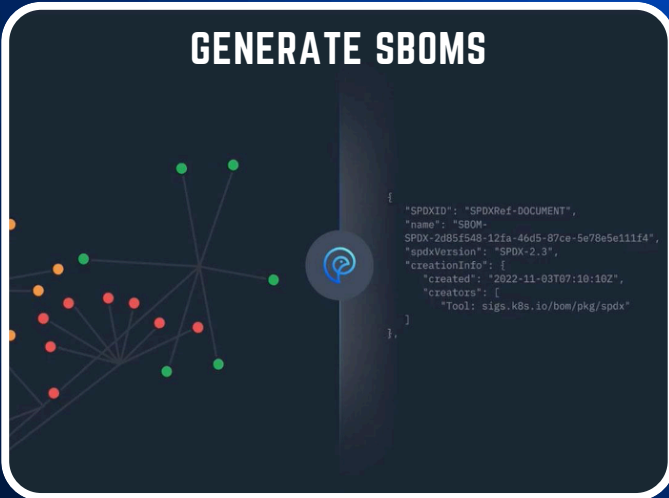 GENERATE SBOMS
{
"SPDXID": "SPDXRef-DOCUMENT",
"name": "SBOM-
SPDX-2d85f548-12fa-46d5-87ce-5e78e5e111f4",
"spdxVersion": "SPDX-2.3",
"creationInfo": {
"created": "2022-11-03T07:10:10Z",
"creators": [
"Tool: sigs.k8s.io/bom/pkg/spdx"
]
},